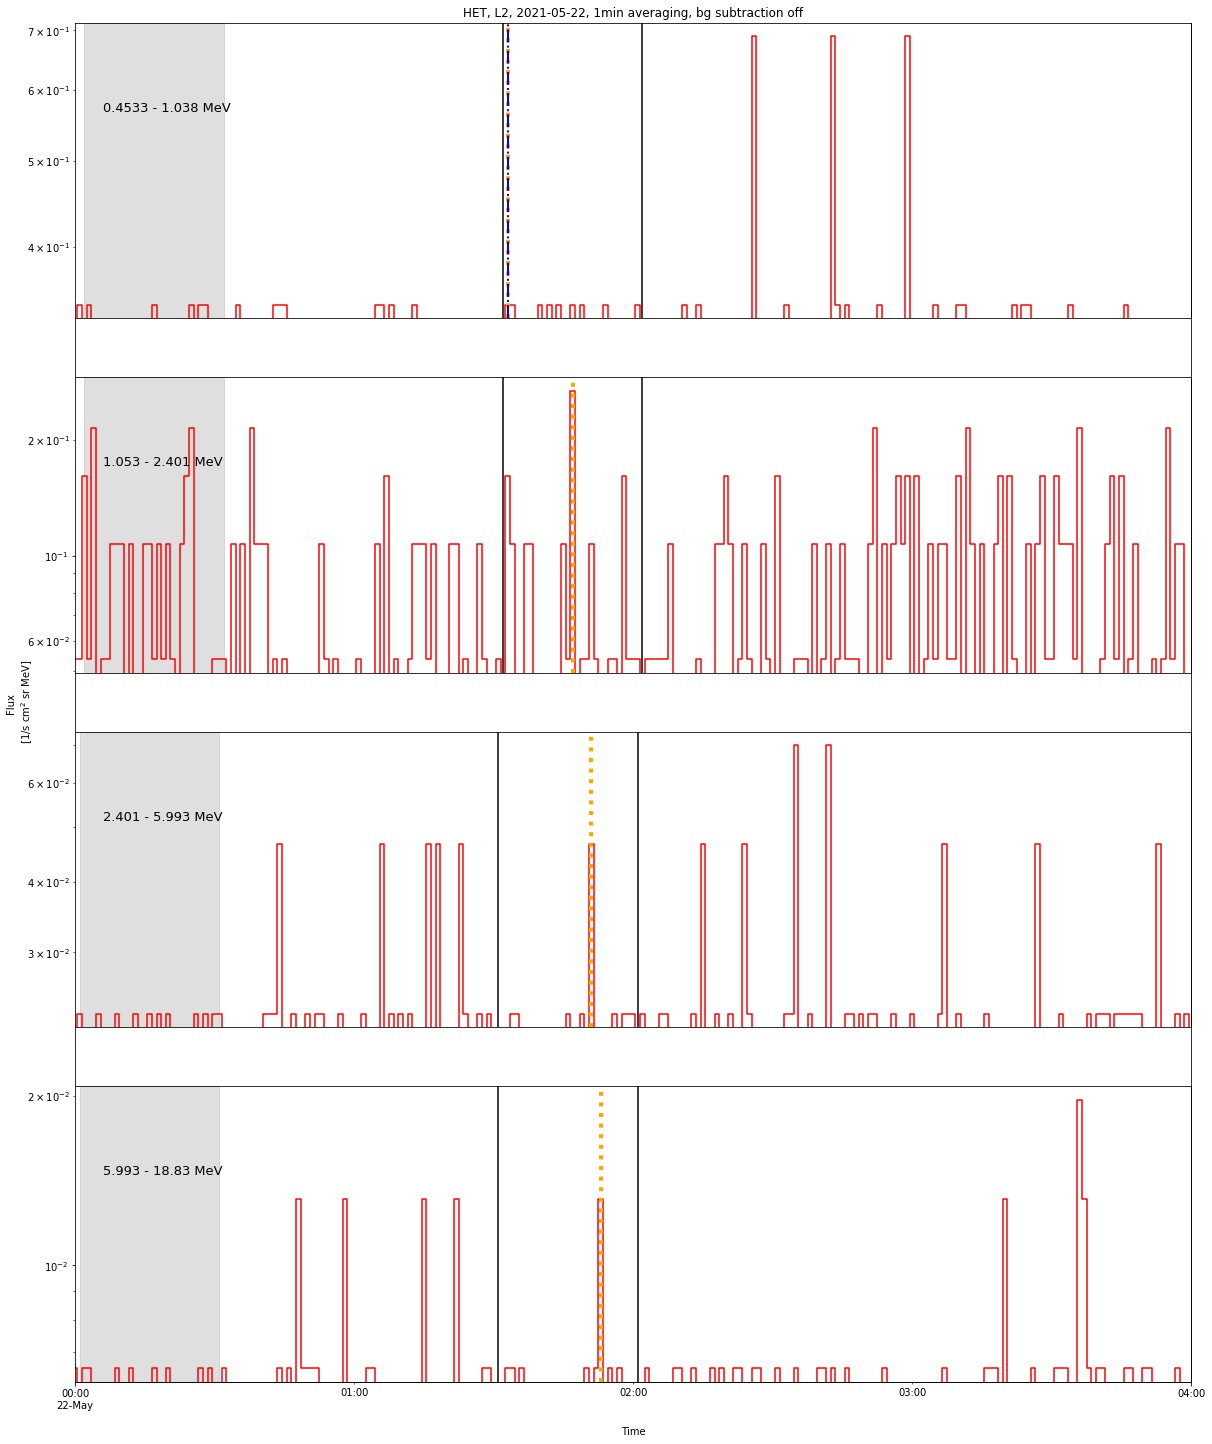 HET, L2, 2021-05-22, 1min averaging, bg subtraction off
7 × 10⁻¹
6 × 10⁻¹
5 × 10⁻¹
4 × 10⁻¹
0.4533 - 1.038 MeV
2 × 10⁻¹
10⁻¹
6 × 10⁻²
1.053 - 2.401 MeV
Flux
[1/s cm² sr MeV]
6 × 10⁻²
4 × 10⁻²
3 × 10⁻²
2.401 - 5.993 MeV
2 × 10⁻²
10⁻²
5.993 - 18.83 MeV
00:00 01:00 02:00 03:00 04:00
22-May
Time